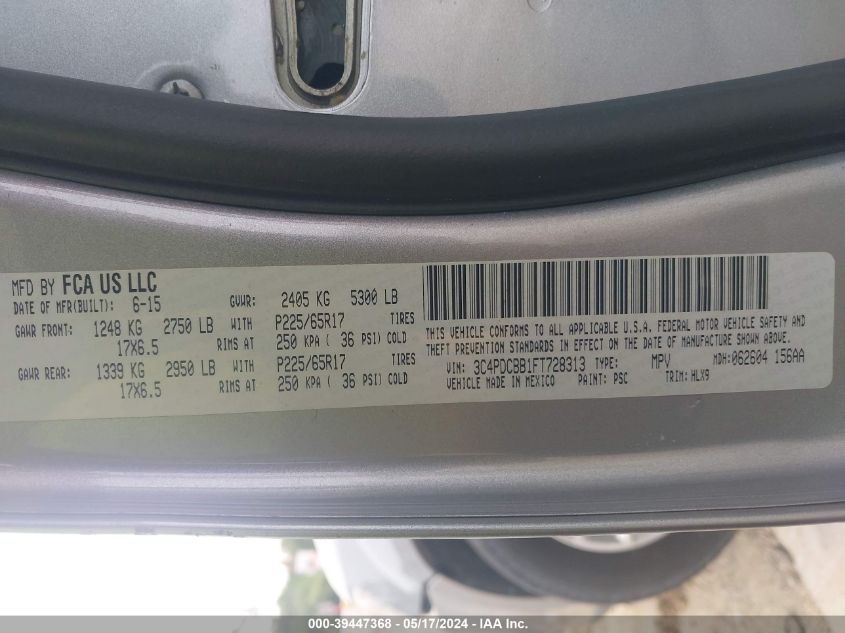 MFD BY FCA US LLC
DATE OF MFR(BUILT): 6-15 GVWR: 2405 KG 5300 LB
GAWR FRONT: 1248 KG 2750 LB WITH P225/65R17 TIRES
17X6.5 RIMS AT 250 KPA ( 36 PSI) COLD
GAWR REAR: 1339 KG 2950 LB WITH P225/65R17 TIRES
17X6.5 RIMS AT 250 KPA ( 36 PSI) COLD
THIS VEHICLE CONFORMS TO ALL APPLICABLE U.S.A. FEDERAL MOTOR VEHICLE SAFETY AND
THEFT PREVENTION STANDARDS IN EFFECT ON THE DATE OF MANUFACTURE SHOWN ABOVE.
VIN: 3C4PDCBB1FT728313 TYPE: MPV MDH:062604 156AA
VEHICLE MADE IN MEXICO PAINT: PSC TRIM: HLX9
000-39447368 - 05/17/2024 - IAA Inc.